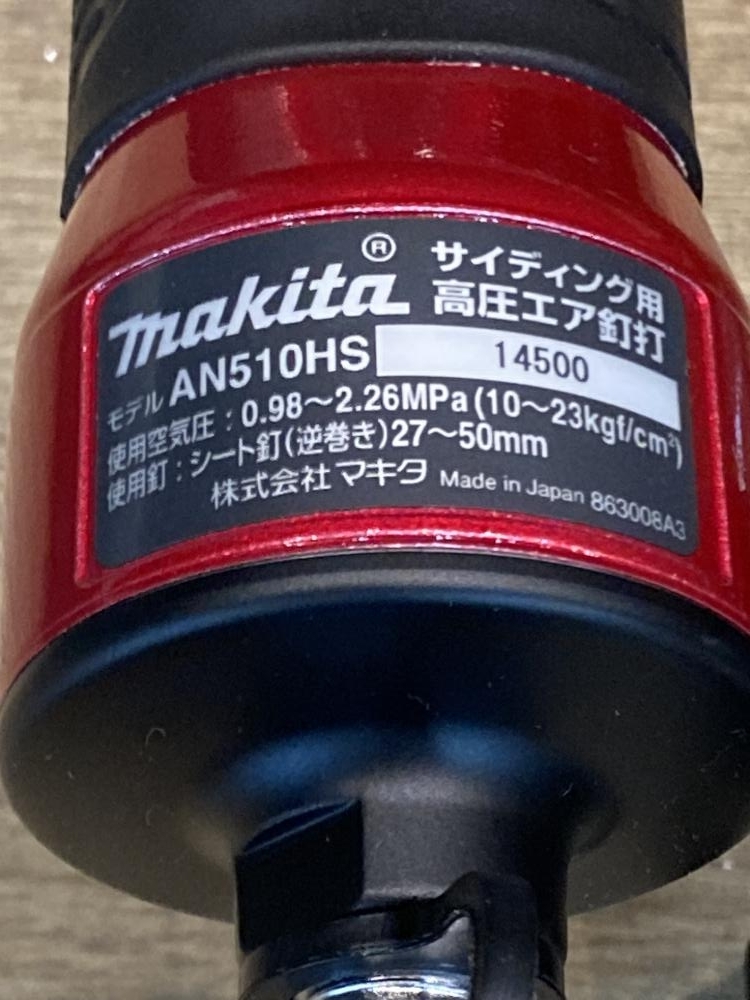 makita®
サイディング用
高圧エア釘打
モデル AN510HS 14500
使用空気圧:0.98〜2.26MPa(10〜23kgf/cm²)
使用釘:シート釘(逆巻き)27〜50mm
株式会社マキタ Made in Japan 863008A3